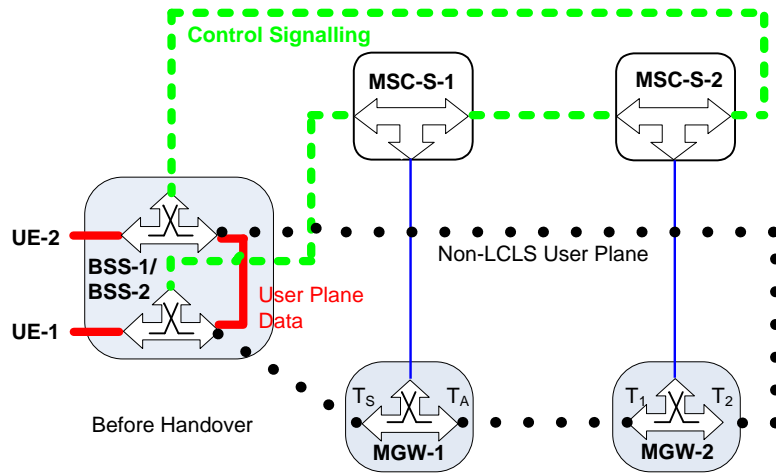 Control Signalling
MSC-S-1
MSC-S-2
UE-2
Non-LCLS User Plane
BSS-1/
BSS-2
User Plane
Data
UE-1
TS
TA
T1
T2
Before Handover
MGW-1
MGW-2